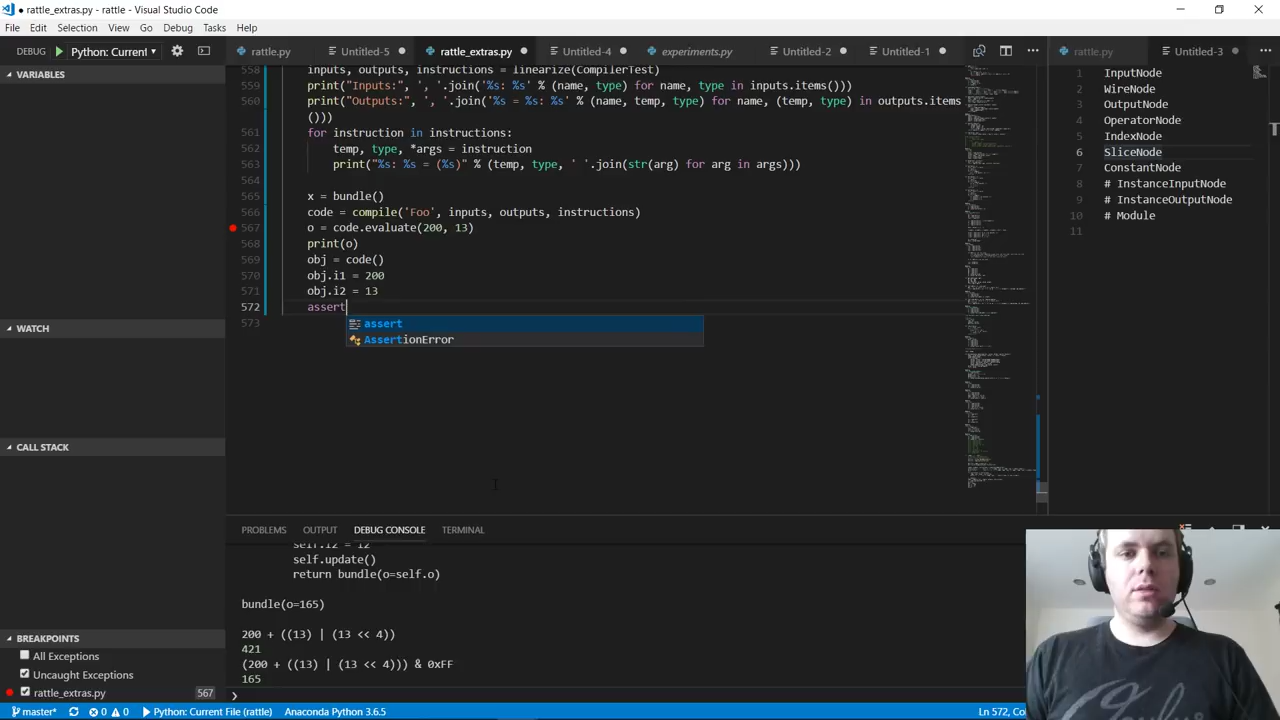 rattle_extras.py - rattle - Visual Studio Code
File Edit Selection View Go Debug Tasks Help
DEBUG Python: Current
rattle.py Untitled-5 rattle_extras.py Untitled-4 experiments.py Untitled-2 Untitled-1 rattle.py Untitled-3
VARIABLES
WATCH
CALL STACK
BREAKPOINTS
All Exceptions
Uncaught Exceptions
rattle_extras.py 567
558 inputs, outputs, instructions = linearize(CompilerTest)
559 print("Inputs:", ', '.join('%s: %s' % (name, type) for name, type in inputs.items()))
560 print("Outputs:", ', '.join('%s = %s: %s' % (name, temp, type) for name, (temp, type) in outputs.items
()))
561 for instruction in instructions:
562 temp, type, *args = instruction
563 print("%s: %s = (%s)" % (temp, type, ' '.join(str(arg) for arg in args)))
564
565 x = bundle()
566 code = compile('Foo', inputs, outputs, instructions)
567 o = code.evaluate(200, 13)
568 print(o)
569 obj = code()
570 obj.i1 = 200
571 obj.i2 = 13
572 assert
573
assert
AssertionError
1 InputNode
2 WireNode
3 OutputNode
4 OperatorNode
5 IndexNode
6 SliceNode
7 ConstantNode
8 # InstanceInputNode
9 # InstanceOutputNode
10 # Module
11
PROBLEMS OUTPUT DEBUG CONSOLE TERMINAL
self.i2 = i2
self.update()
return bundle(o=self.o)
bundle(o=165)
200 + ((13) | (13 << 4))
421
(200 + ((13) | (13 << 4))) & 0xFF
165
master* 0 0 Python: Current File (rattle) Anaconda Python 3.6.5 Ln 572, Col